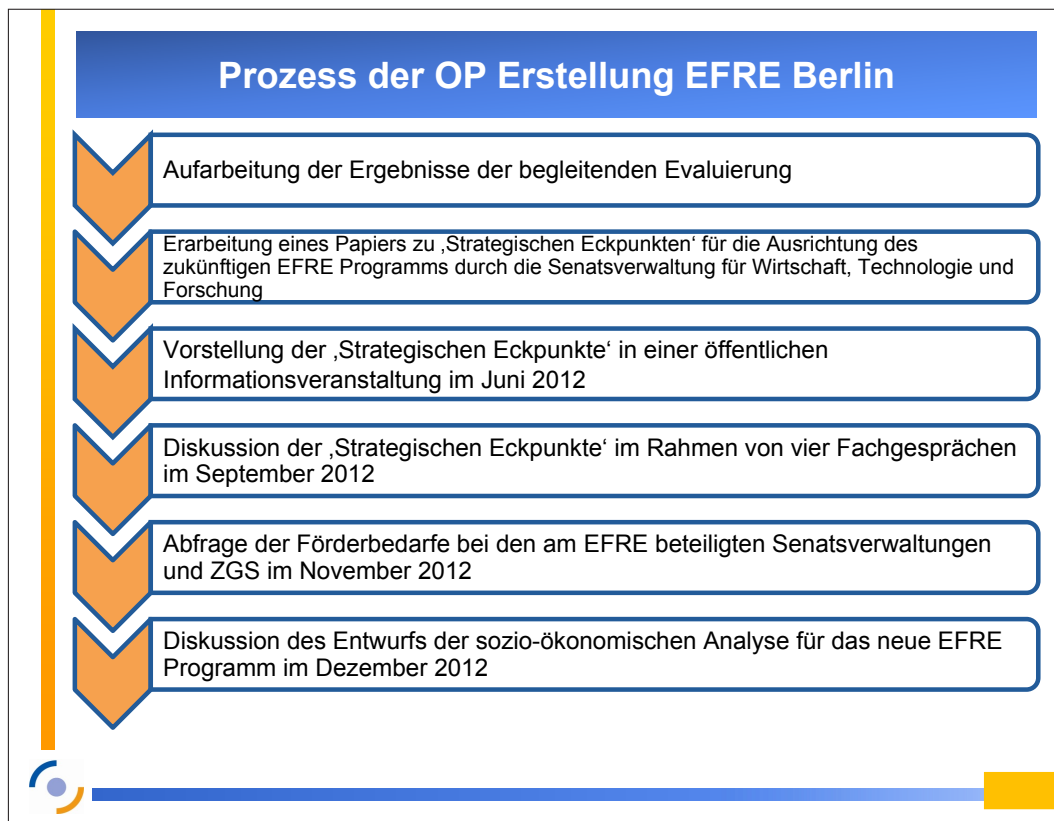 Prozess der OP Erstellung EFRE Berlin
Aufarbeitung der Ergebnisse der begleitenden Evaluierung
Erarbeitung eines Papiers zu ‚Strategischen Eckpunkten‘ für die Ausrichtung des
zukünftigen EFRE Programms durch die Senatsverwaltung für Wirtschaft, Technologie und
Forschung
Vorstellung der ‚Strategischen Eckpunkte‘ in einer öffentlichen
Informationsveranstaltung im Juni 2012
Diskussion der ‚Strategischen Eckpunkte‘ im Rahmen von vier Fachgesprächen
im September 2012
Abfrage der Förderbedarfe bei den am EFRE beteiligten Senatsverwaltungen
und ZGS im November 2012
Diskussion des Entwurfs der sozio-ökonomischen Analyse für das neue EFRE
Programm im Dezember 2012